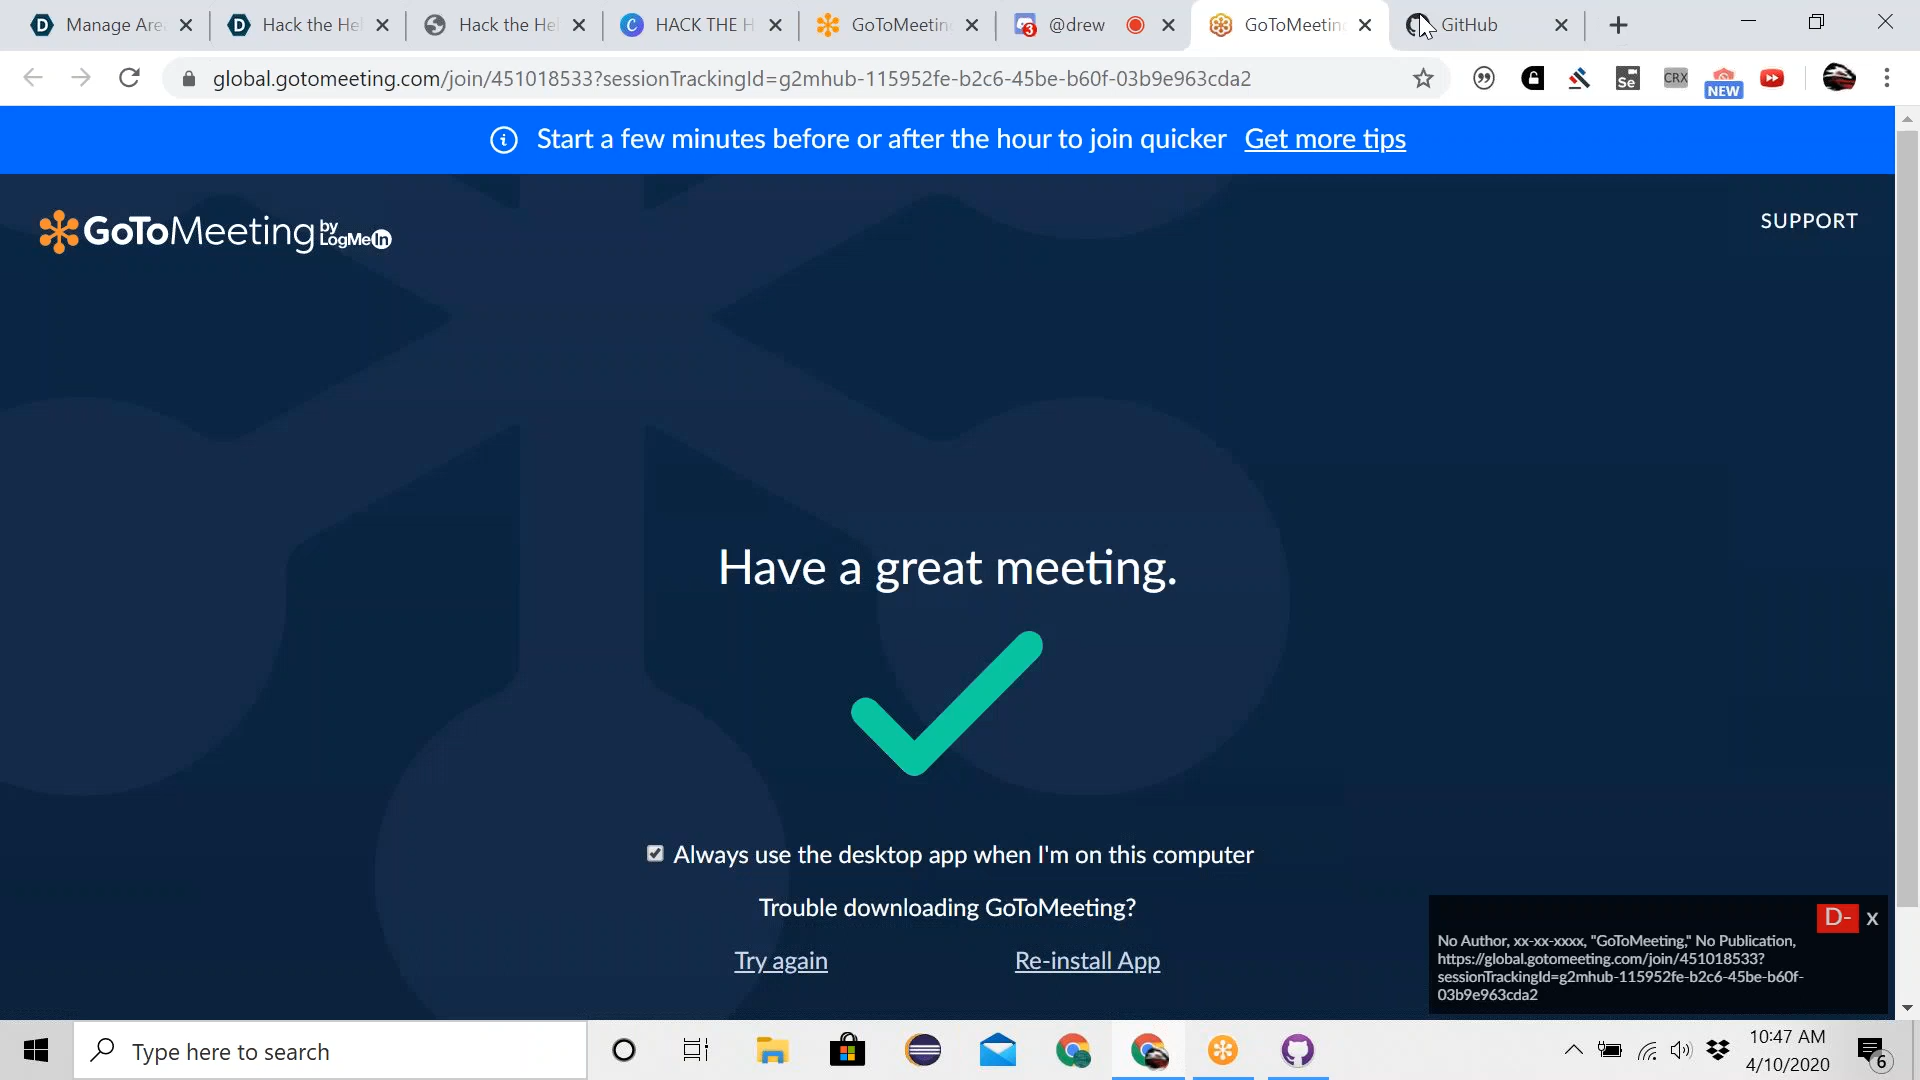 Manage Are
Hack the He
Hack the He
HACK THE H
GoToMeetin
@drew
GoToMeeting
GitHub
global.gotomeeting.com/join/451018533?sessionTrackingId=g2mhub-115952fe-b2c6-45be-b60f-03b9e963cda2
Se
CRX
NEW
Start a few minutes before or after the hour to join quicker Get more tips
GoToMeeting by LogMeIn
SUPPORT
Have a great meeting.
Always use the desktop app when I'm on this computer
Trouble downloading GoToMeeting?
Try again
Re-install App
D- x
No Author, xx-xx-xxxx, "GoToMeeting," No Publication,
https://global.gotomeeting.com/join/451018533?
sessionTrackingId=g2mhub-115952fe-b2c6-45be-b60f-
03b9e963cda2
Type here to search
10:47 AM
4/10/2020
6